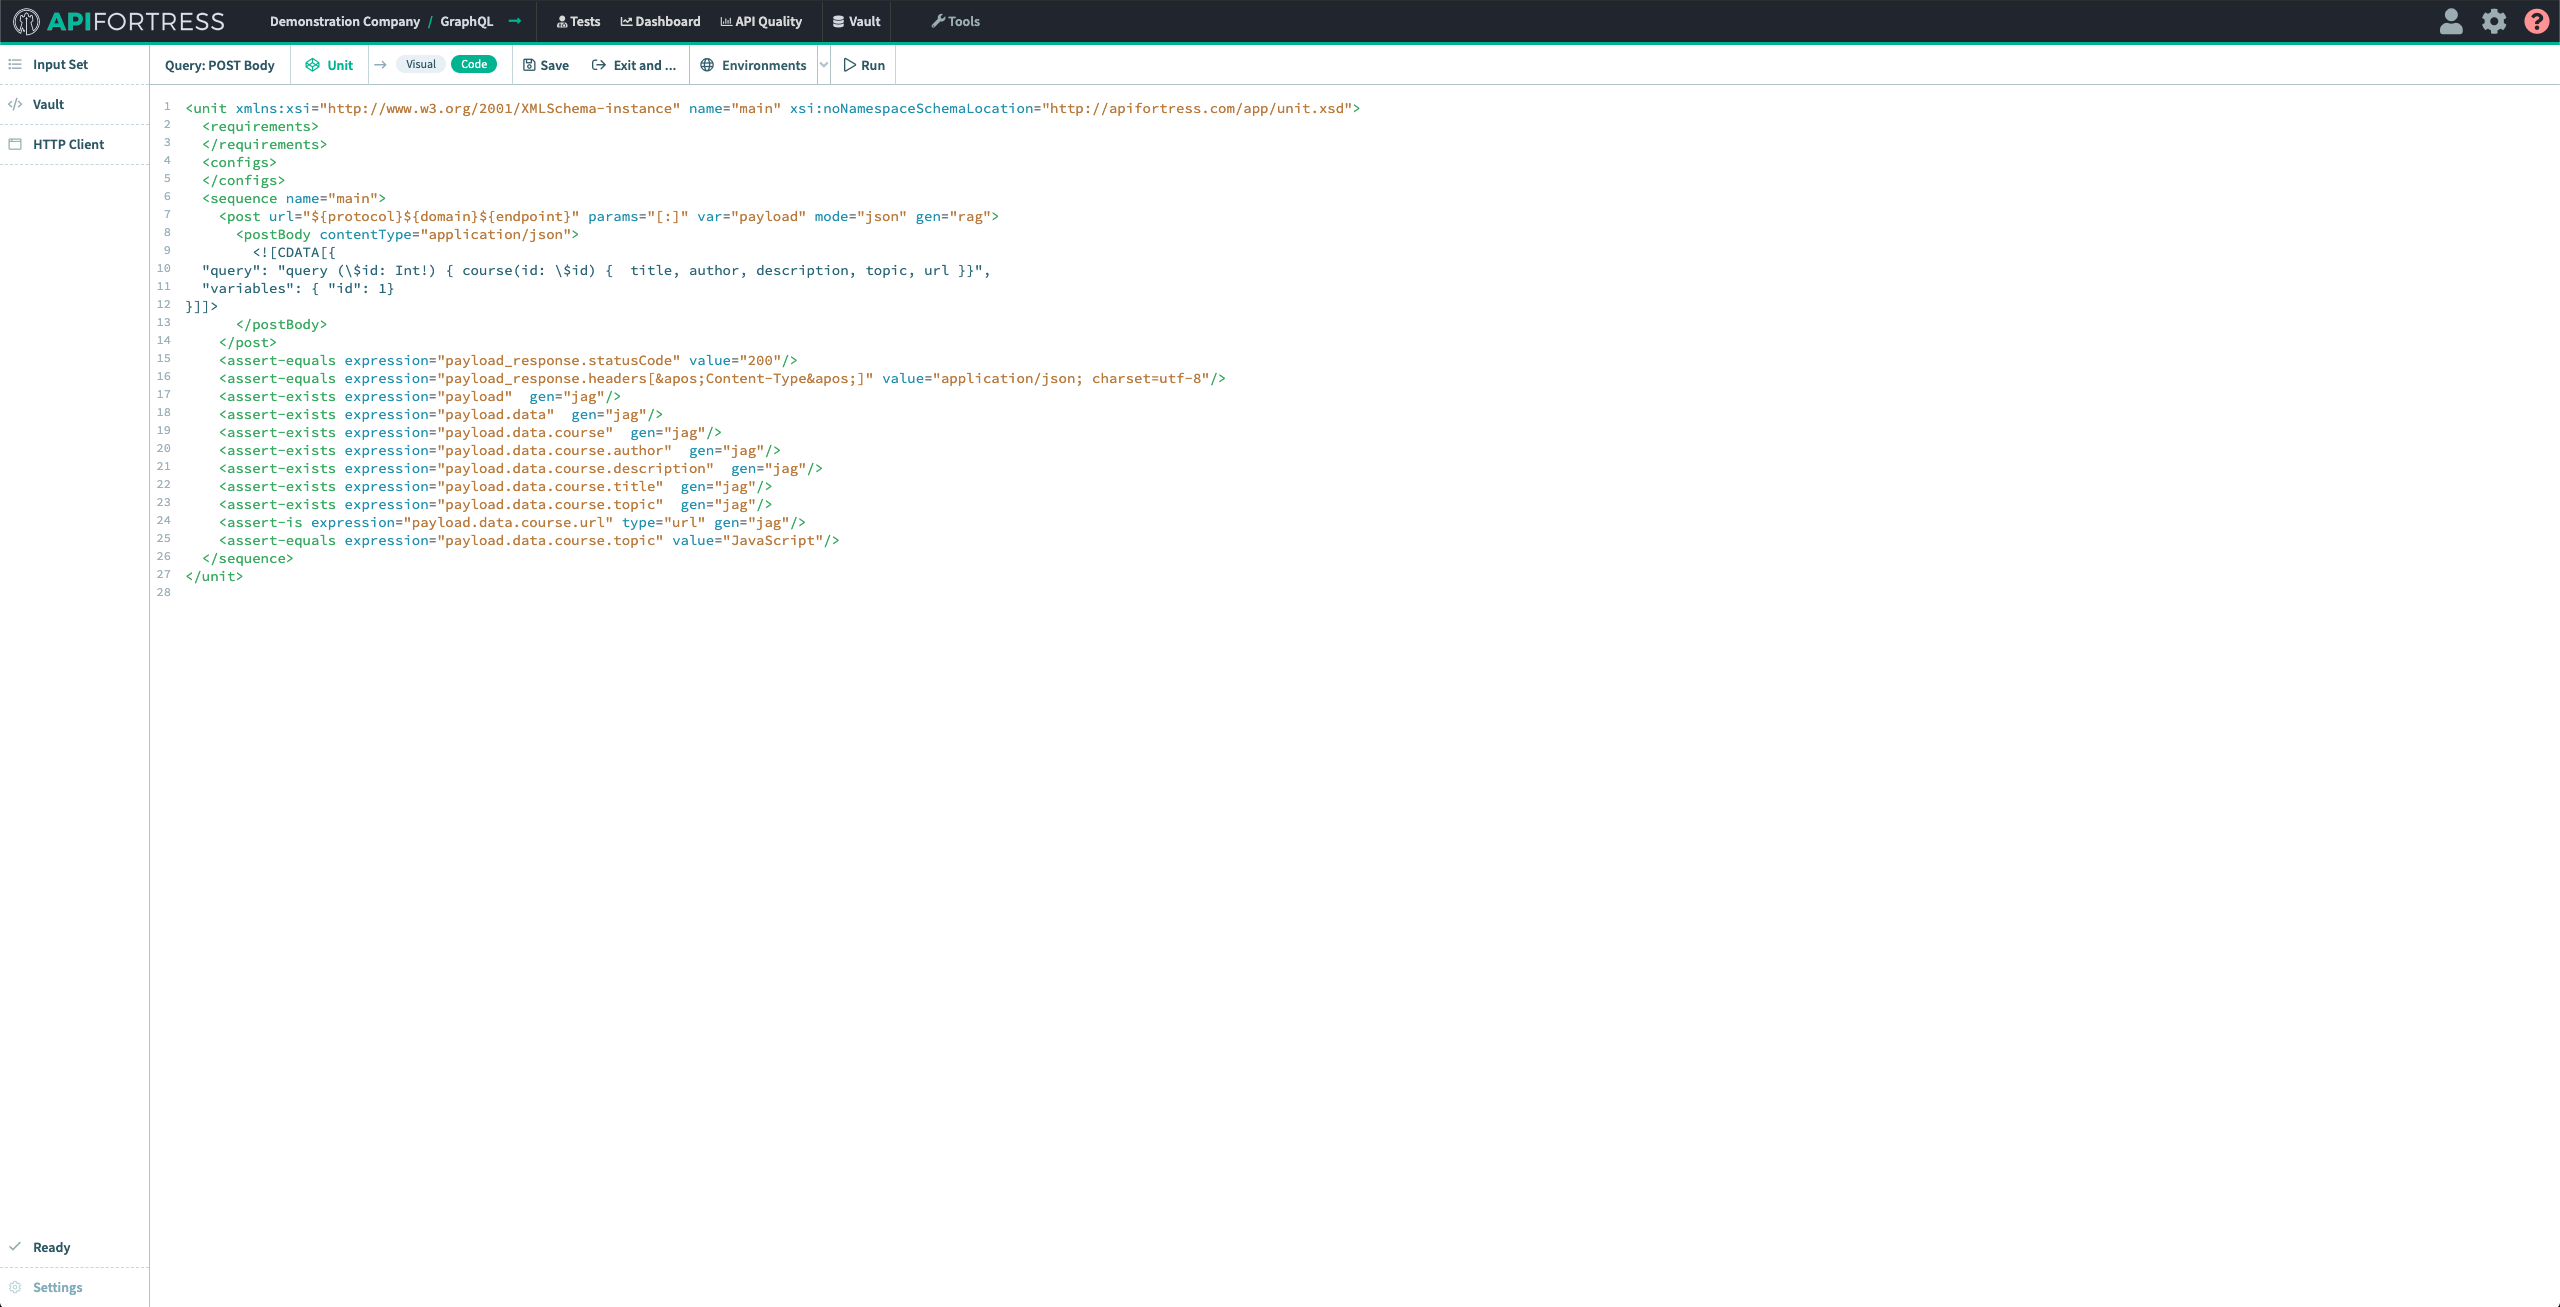 APIFORTRESS Demonstration Company / GraphQL → Tests Dashboard API Quality Vault Tools ?
Input Set
Vault
HTTP Client
Query: POST Body Unit → Visual Code Save Exit and ... Environments Run
1 <unit xmlns:xsi="http://www.w3.org/2001/XMLSchema-instance" name="main" xsi:noNamespaceSchemaLocation="http://apifortress.com/app/unit.xsd">
2   <requirements>
3   </requirements>
4   <configs>
5   </configs>
6   <sequence name="main">
7     <post url="${protocol}${domain}${endpoint}" params="[:]" var="payload" mode="json" gen="rag">
8       <postBody contentType="application/json">
9         <![CDATA[{
10   "query": "query (\$id: Int!) { course(id: \$id) {  title, author, description, topic, url }}",
11   "variables": { "id": 1}
12 }]]>
13       </postBody>
14     </post>
15     <assert-equals expression="payload_response.statusCode" value="200"/>
16     <assert-equals expression="payload_response.headers[&apos;Content-Type&apos;]" value="application/json; charset=utf-8"/>
17     <assert-exists expression="payload"  gen="jag"/>
18     <assert-exists expression="payload.data"  gen="jag"/>
19     <assert-exists expression="payload.data.course"  gen="jag"/>
20     <assert-exists expression="payload.data.course.author"  gen="jag"/>
21     <assert-exists expression="payload.data.course.description"  gen="jag"/>
22     <assert-exists expression="payload.data.course.title"  gen="jag"/>
23     <assert-exists expression="payload.data.course.topic"  gen="jag"/>
24     <assert-is expression="payload.data.course.url" type="url" gen="jag"/>
25     <assert-equals expression="payload.data.course.topic" value="JavaScript"/>
26   </sequence>
27 </unit>
28
Ready
Settings